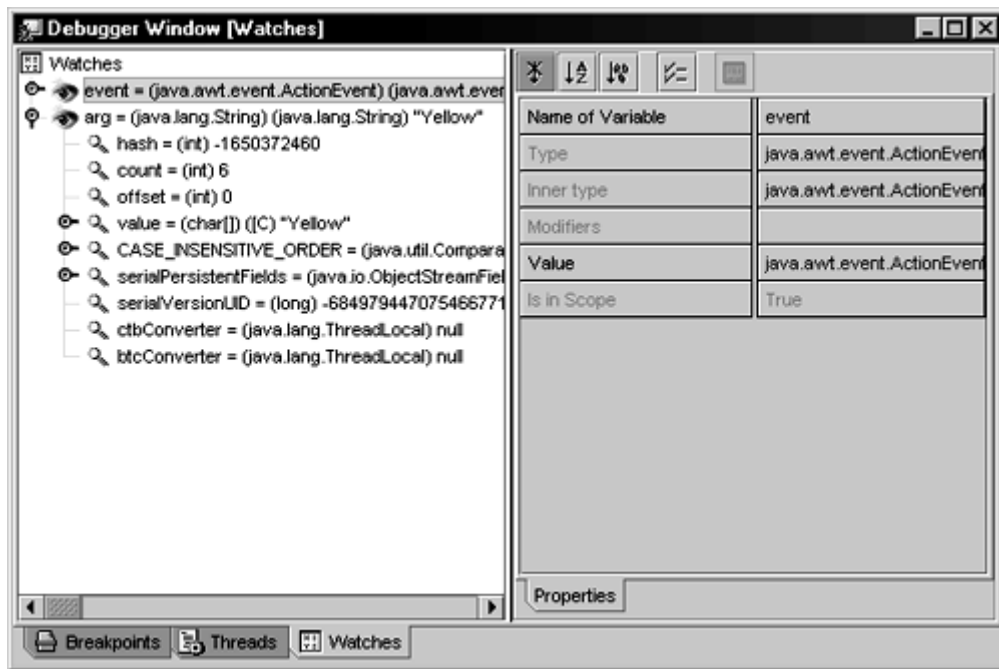 Debugger Window [Watches]
Watches
event = (java.awt.event.ActionEvent) (java.awt.even
arg = (java.lang.String) (java.lang.String) "Yellow"
hash = (int) -1650372460
count = (int) 6
offset = (int) 0
value = (char[]) ([C) "Yellow"
CASE_INSENSITIVE_ORDER = (java.util.Compara
serialPersistentFields = (java.io.ObjectStreamFiel
serialVersionUID = (long) -684979447075466771
ctbConverter = (java.lang.ThreadLocal) null
btcConverter = (java.lang.ThreadLocal) null
Name of Variable event
Type java.awt.event.ActionEvent
Inner type java.awt.event.ActionEvent
Modifiers
Value java.awt.event.ActionEvent
Is in Scope True
Properties
Breakpoints Threads Watches